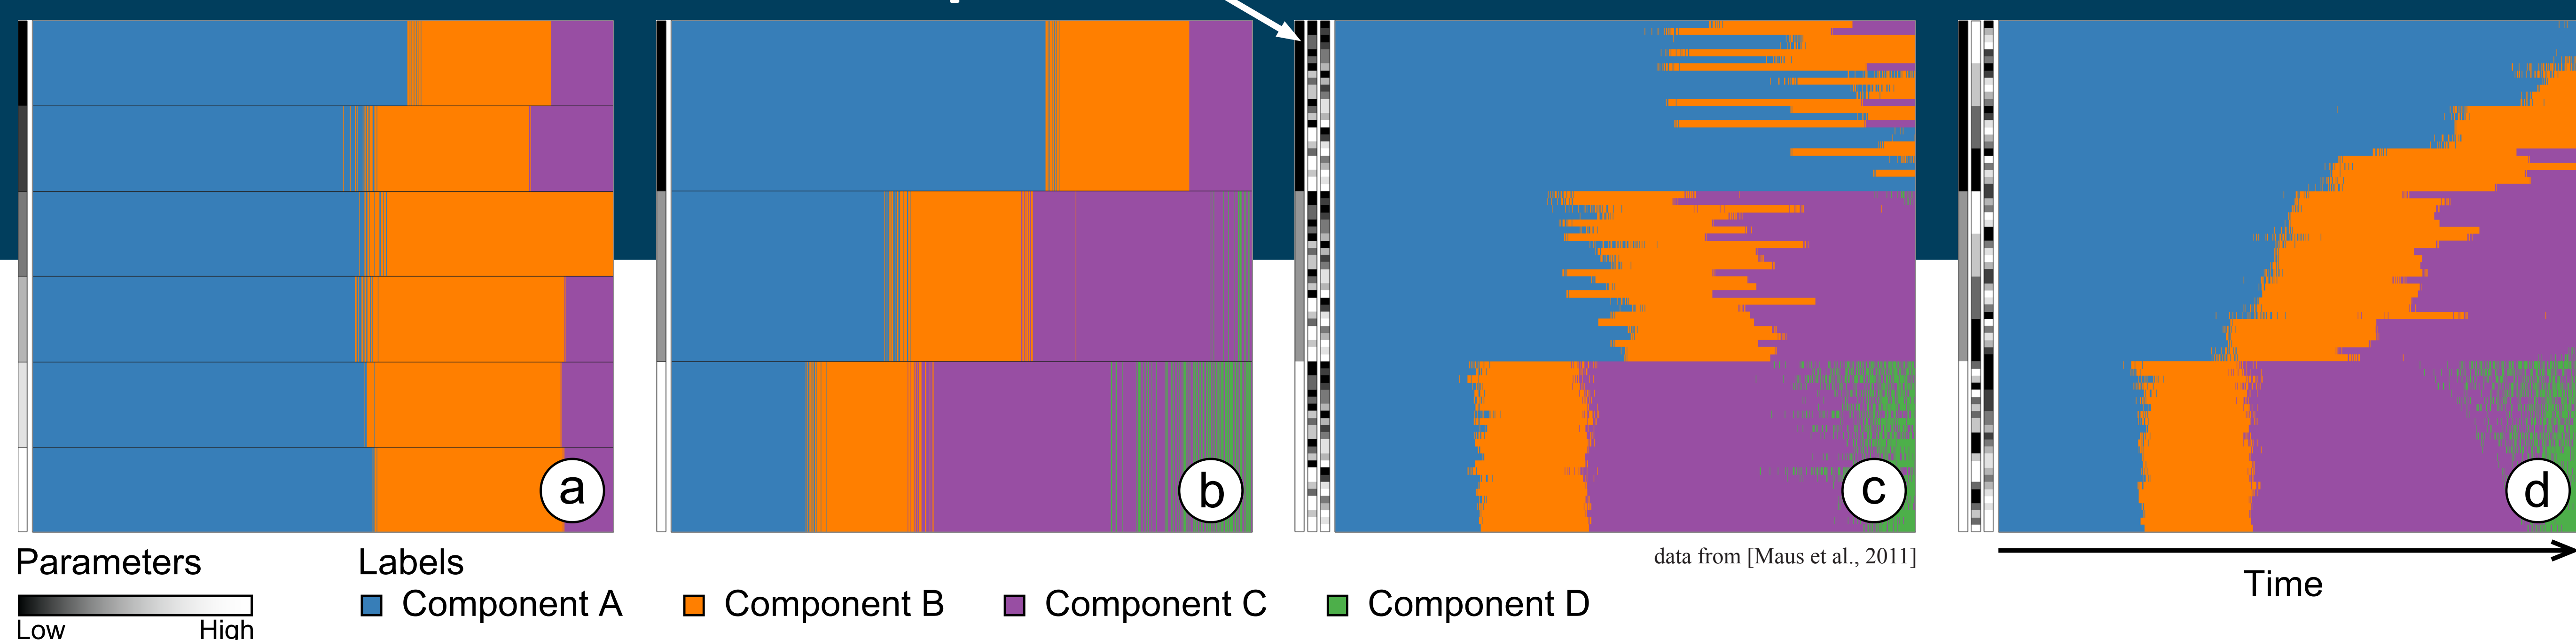 a
b
c
d
data from [Maus et al., 2011]
Parameters
Labels
Time
Component A
Component B
Component C
Component D
Low
High